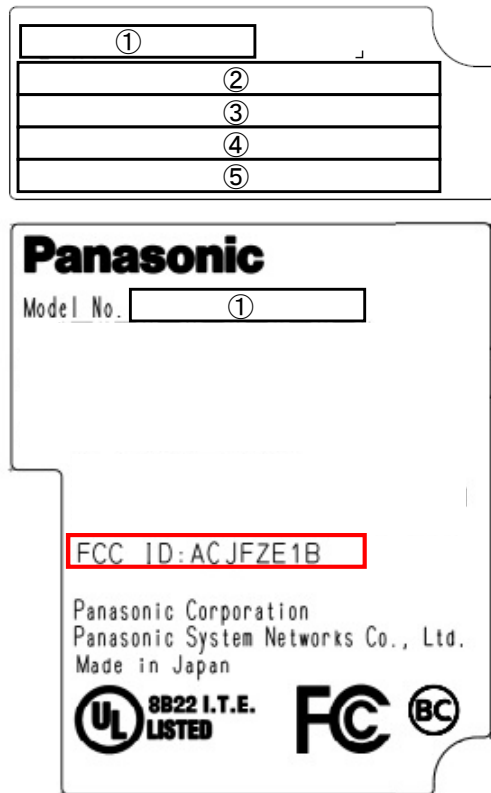 ①
②
③
④
⑤
Panasonic
Model No. ①
FCC ID:ACJFZE1B
Panasonic Corporation
Panasonic System Networks Co., Ltd.
Made in Japan
UL 8B22 I.T.E.
LISTED
FC
BC